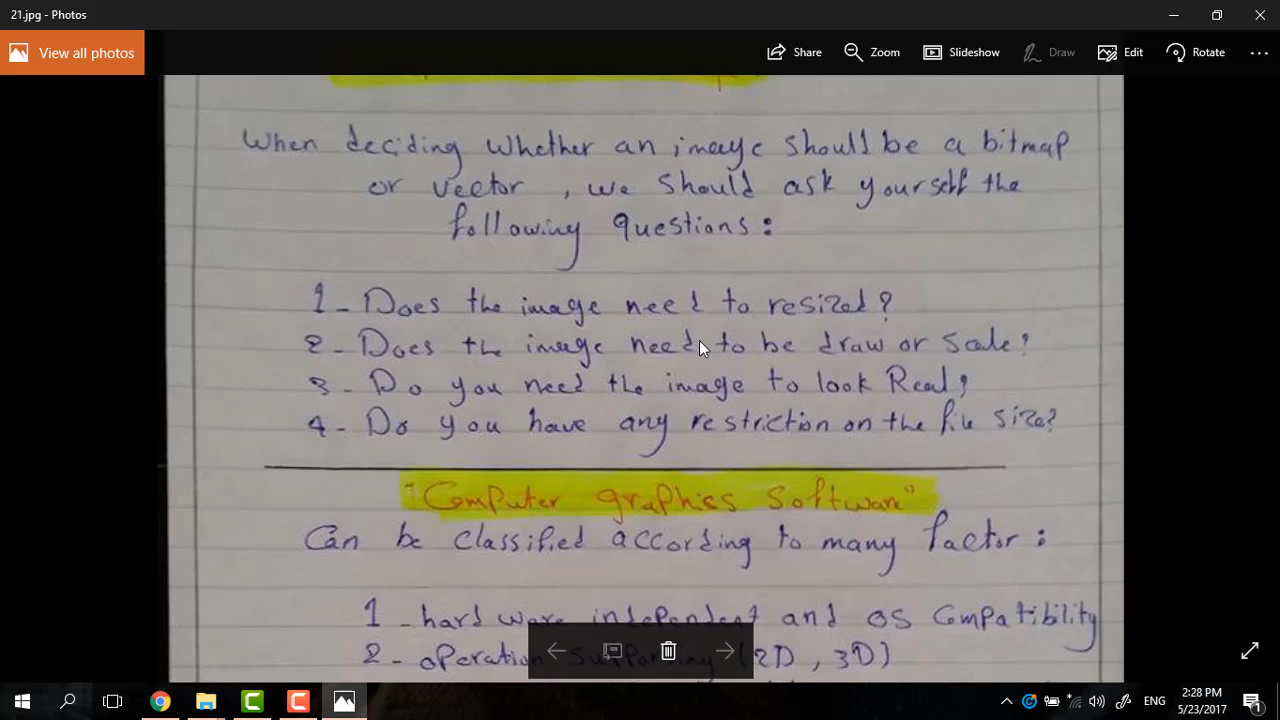 21.jpg - Photos
View all photos
Share
Zoom
Slideshow
Draw
Edit
Rotate
When deciding whether an image should be a bitmap
or vector , we should ask yourself the
following questions:
1 - Does the image need to resized?
2 - Does the image need to be draw or scale?
3 - Do you need the image to look Real?
4 - Do you have any restriction on the file size?
"Computer graphics Software"
Can be classified according to many factor :
1 - hard ware independent and os Compatibility
2 - operation supporting (2D , 3D)
ENG
2:28 PM
5/23/2017
1